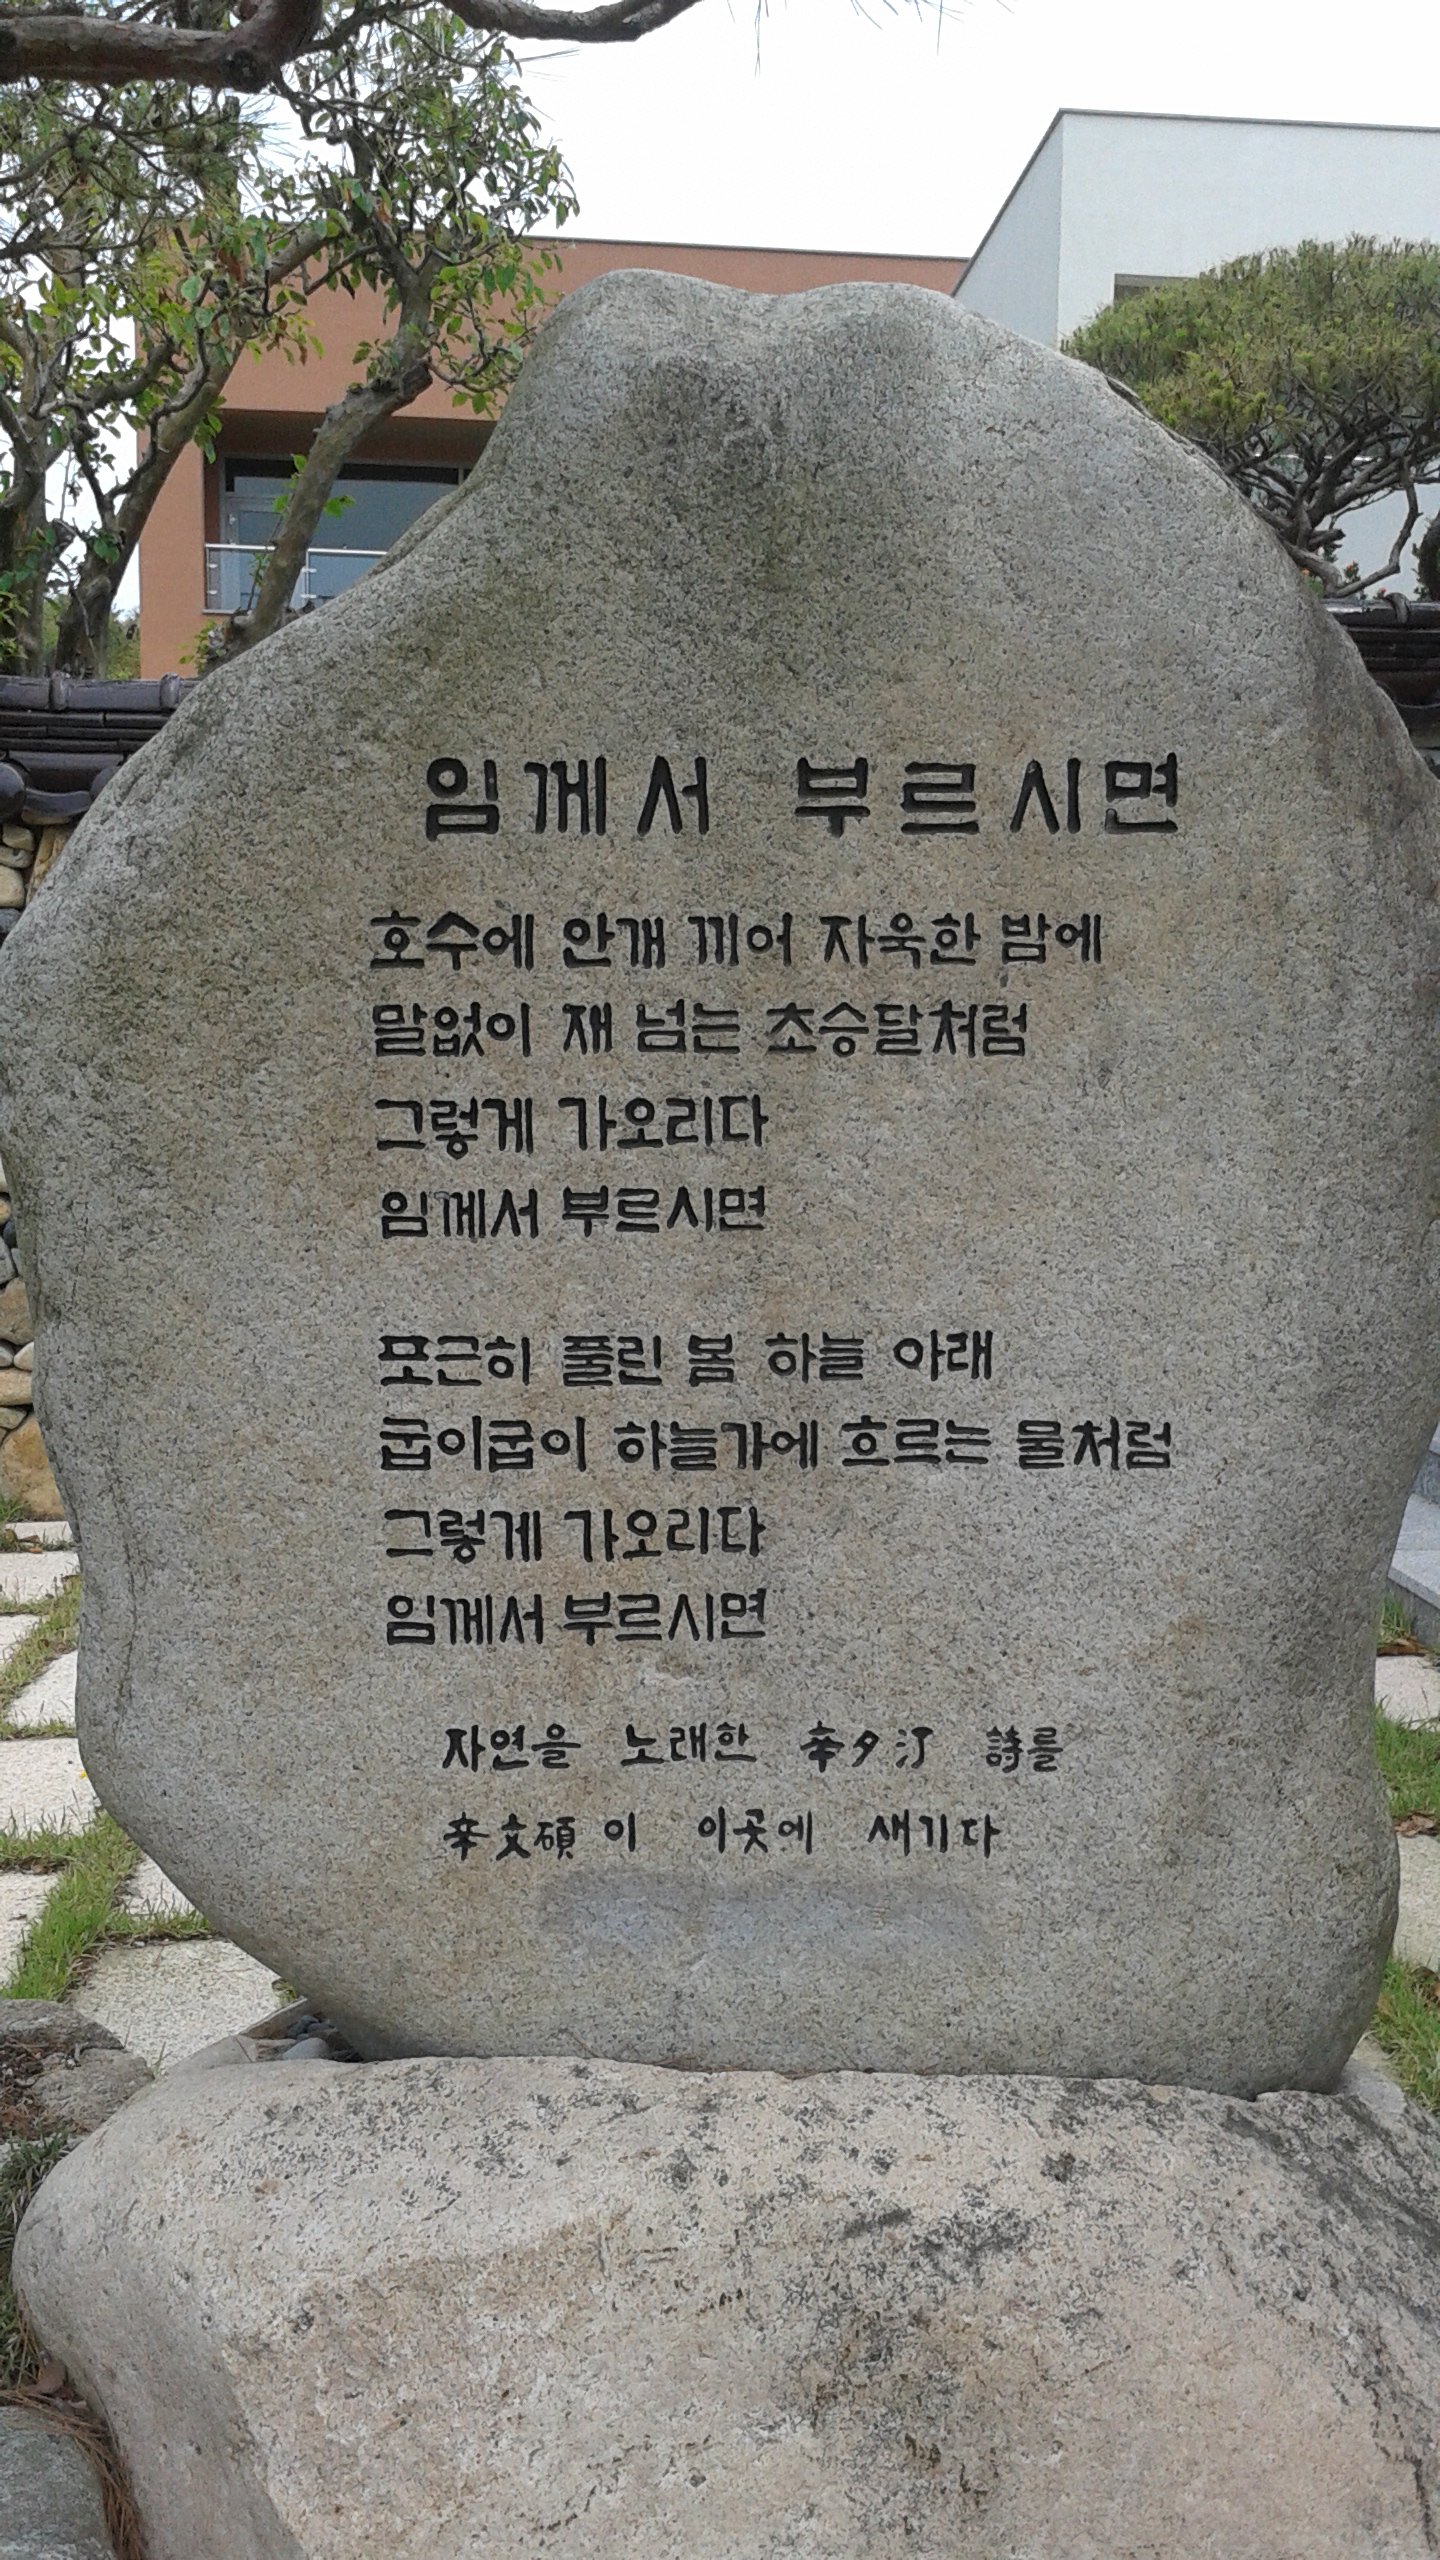 임께서 부르시면
호수에 안개 끼어 자욱한 밤에
말없이 재 넘는 초승달처럼
그렇게 가오리다
임께서 부르시면
포근히 풀린 봄 하늘 아래
굽이굽이 하늘가에 흐르는 물처럼
그렇게 가오리다
임께서 부르시면
자연을 노래한 辛夕汀 詩를
辛文碩이 이곳에 새기다